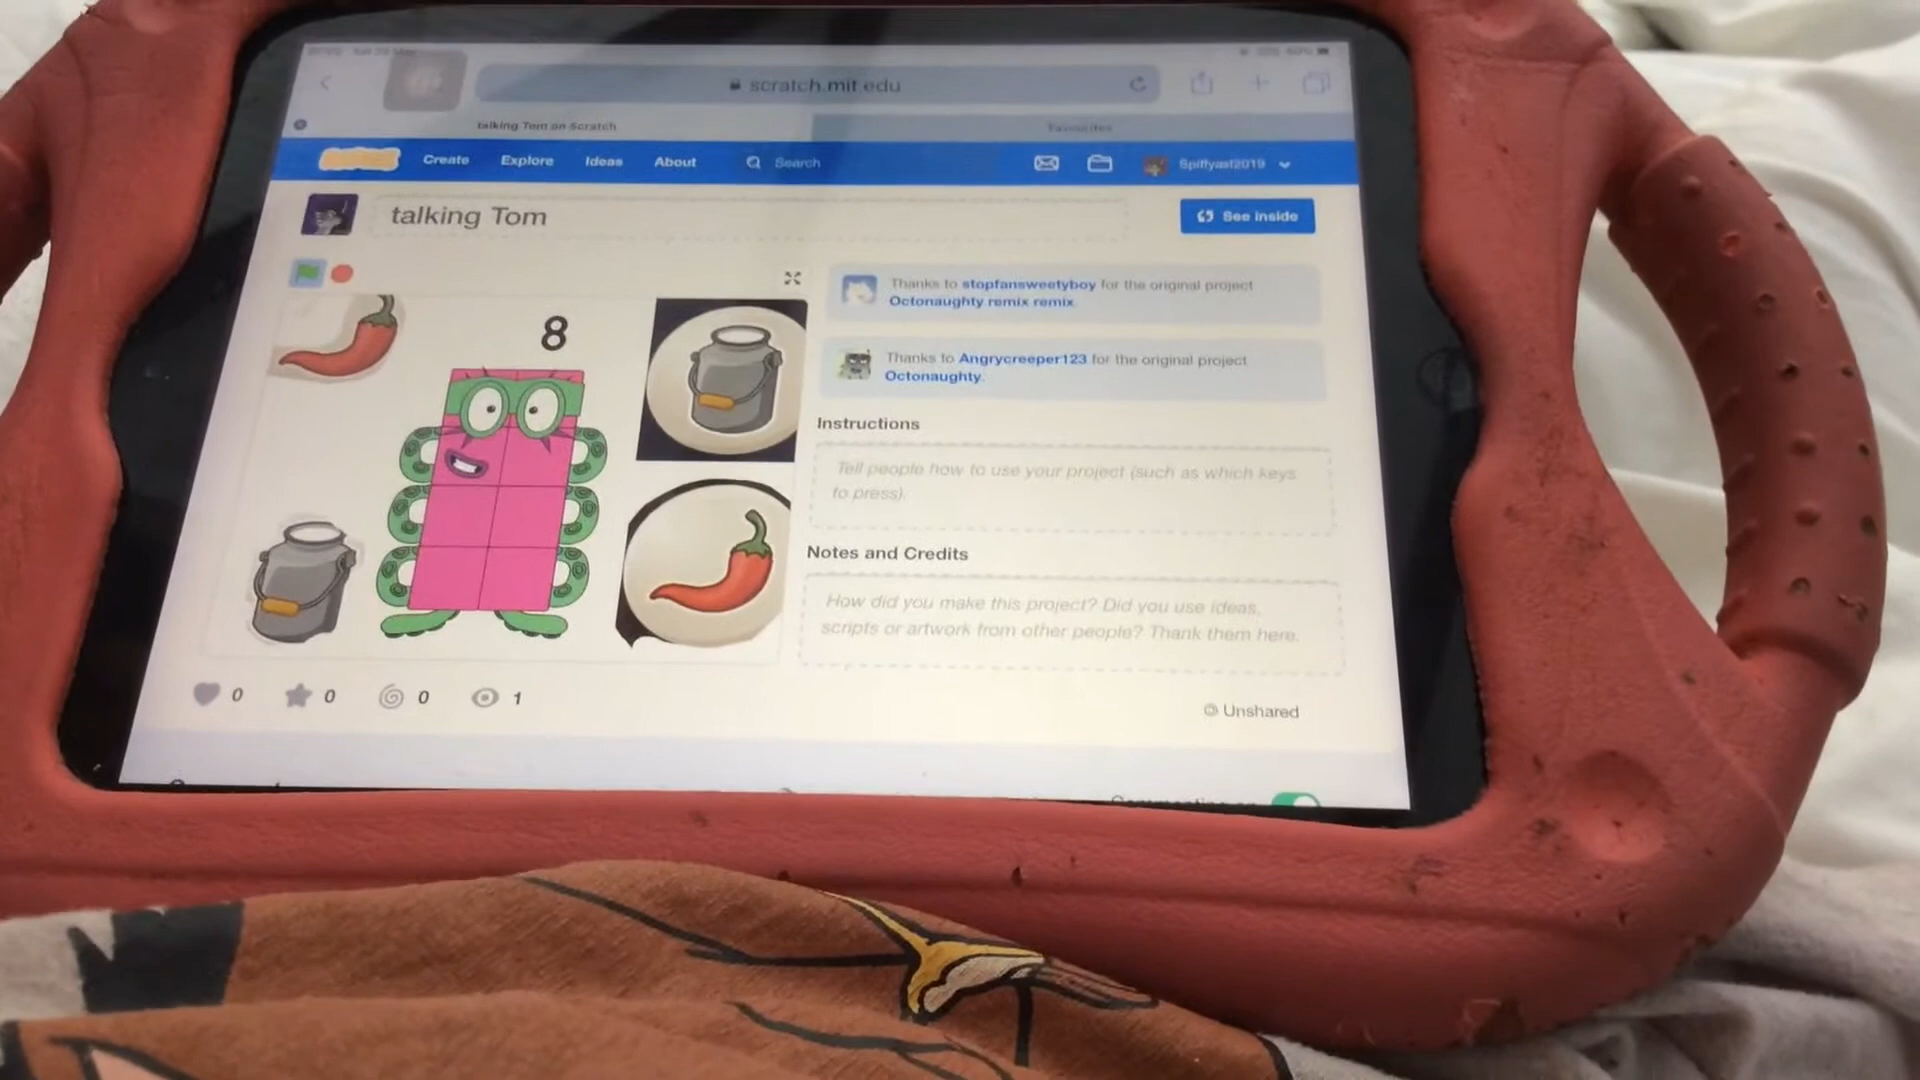 scratch.mit.edu
talking Tom on Scratch
Favourites
Create Explore Ideas About Search Spiffyast2019
talking Tom
See inside
Thanks to stopfansweetyboy for the original project
Octonaughty remix remix.
8
Thanks to Angrycreeper123 for the original project
Octonaughty.
Instructions
Tell people how to use your project (such as which keys
to press).
Notes and Credits
How did you make this project? Did you use ideas,
scripts or artwork from other people? Thank them here.
0 0 0 1
Unshared